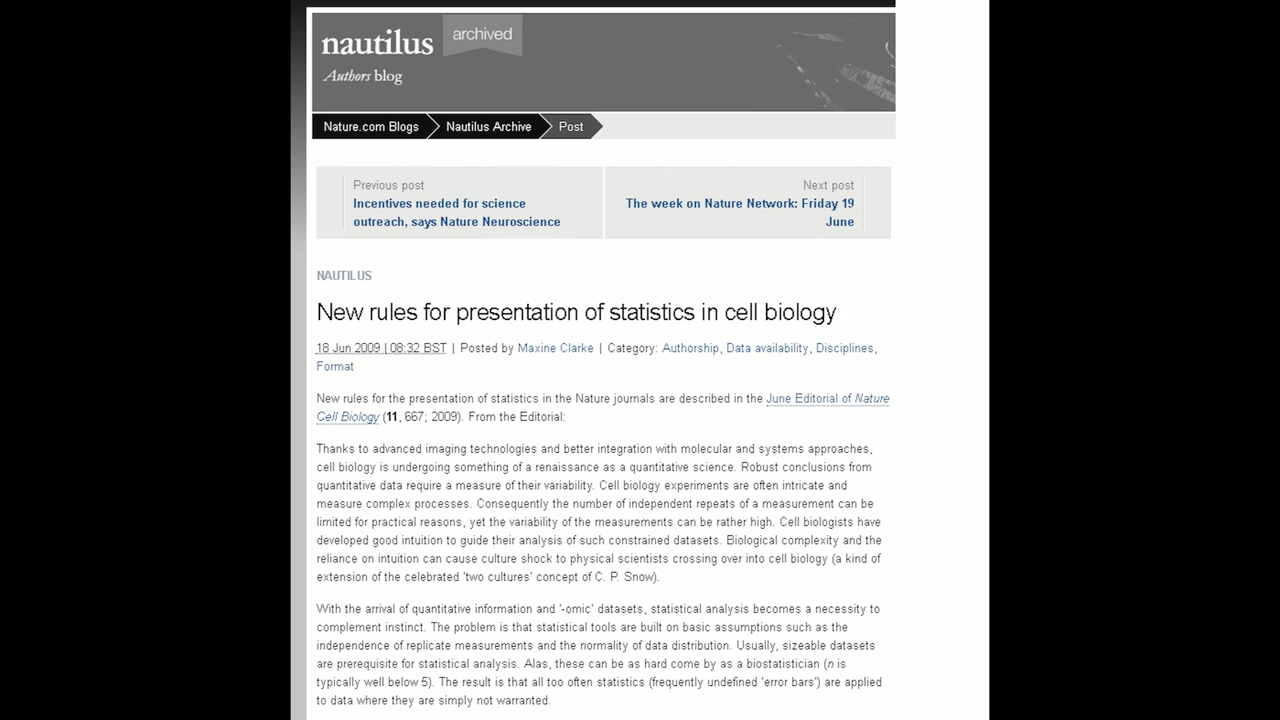 nautilus
archived
Authors blog
Nature.com Blogs
Nautilus Archive
Post
Previous post
Incentives needed for science
outreach, says Nature Neuroscience
Next post
The week on Nature Network: Friday 19
June
NAUTILUS
New rules for presentation of statistics in cell biology
18 Jun 2009 | 08:32 BST | Posted by Maxine Clarke | Category: Authorship, Data availability, Disciplines,
Format
New rules for the presentation of statistics in the Nature journals are described in the June Editorial of Nature
Cell Biology (11, 667; 2009). From the Editorial:
Thanks to advanced imaging technologies and better integration with molecular and systems approaches,
cell biology is undergoing something of a renaissance as a quantitative science. Robust conclusions from
quantitative data require a measure of their variability. Cell biology experiments are often intricate and
measure complex processes. Consequently the number of independent repeats of a measurement can be
limited for practical reasons, yet the variability of the measurements can be rather high. Cell biologists have
developed good intuition to guide their analysis of such constrained datasets. Biological complexity and the
reliance on intuition can cause culture shock to physical scientists crossing over into cell biology (a kind of
extension of the celebrated 'two cultures' concept of C. P. Snow).
With the arrival of quantitative information and '-omic' datasets, statistical analysis becomes a necessity to
complement instinct. The problem is that statistical tools are built on basic assumptions such as the
independence of replicate measurements and the normality of data distribution. Usually, sizeable datasets
are prerequisite for statistical analysis. Alas, these can be as hard come by as a biostatistician (n is
typically well below 5). The result is that all too often statistics (frequently undefined 'error bars') are applied
to data where they are simply not warranted.